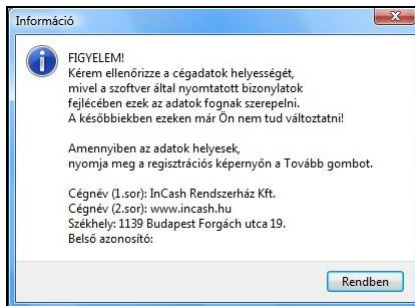 Információ
FIGYELEM!
Kérem ellenőrizze a cégadatok helyességét,
mivel a szoftver által nyomtatott bizonylatok
fejlécében ezek az adatok fognak szerepelni.
A későbbiekben ezeken már Ön nem tud változtatni!
Amennyiben az adatok helyesek,
nyomja meg a regisztrációs képernyőn a Tovább gombot.
Cégnév (1.sor): InCash Rendszerház Kft.
Cégnév (2.sor): www.incash.hu
Székhely: 1139 Budapest Forgách utca 19.
Belső azonosító:
Rendben